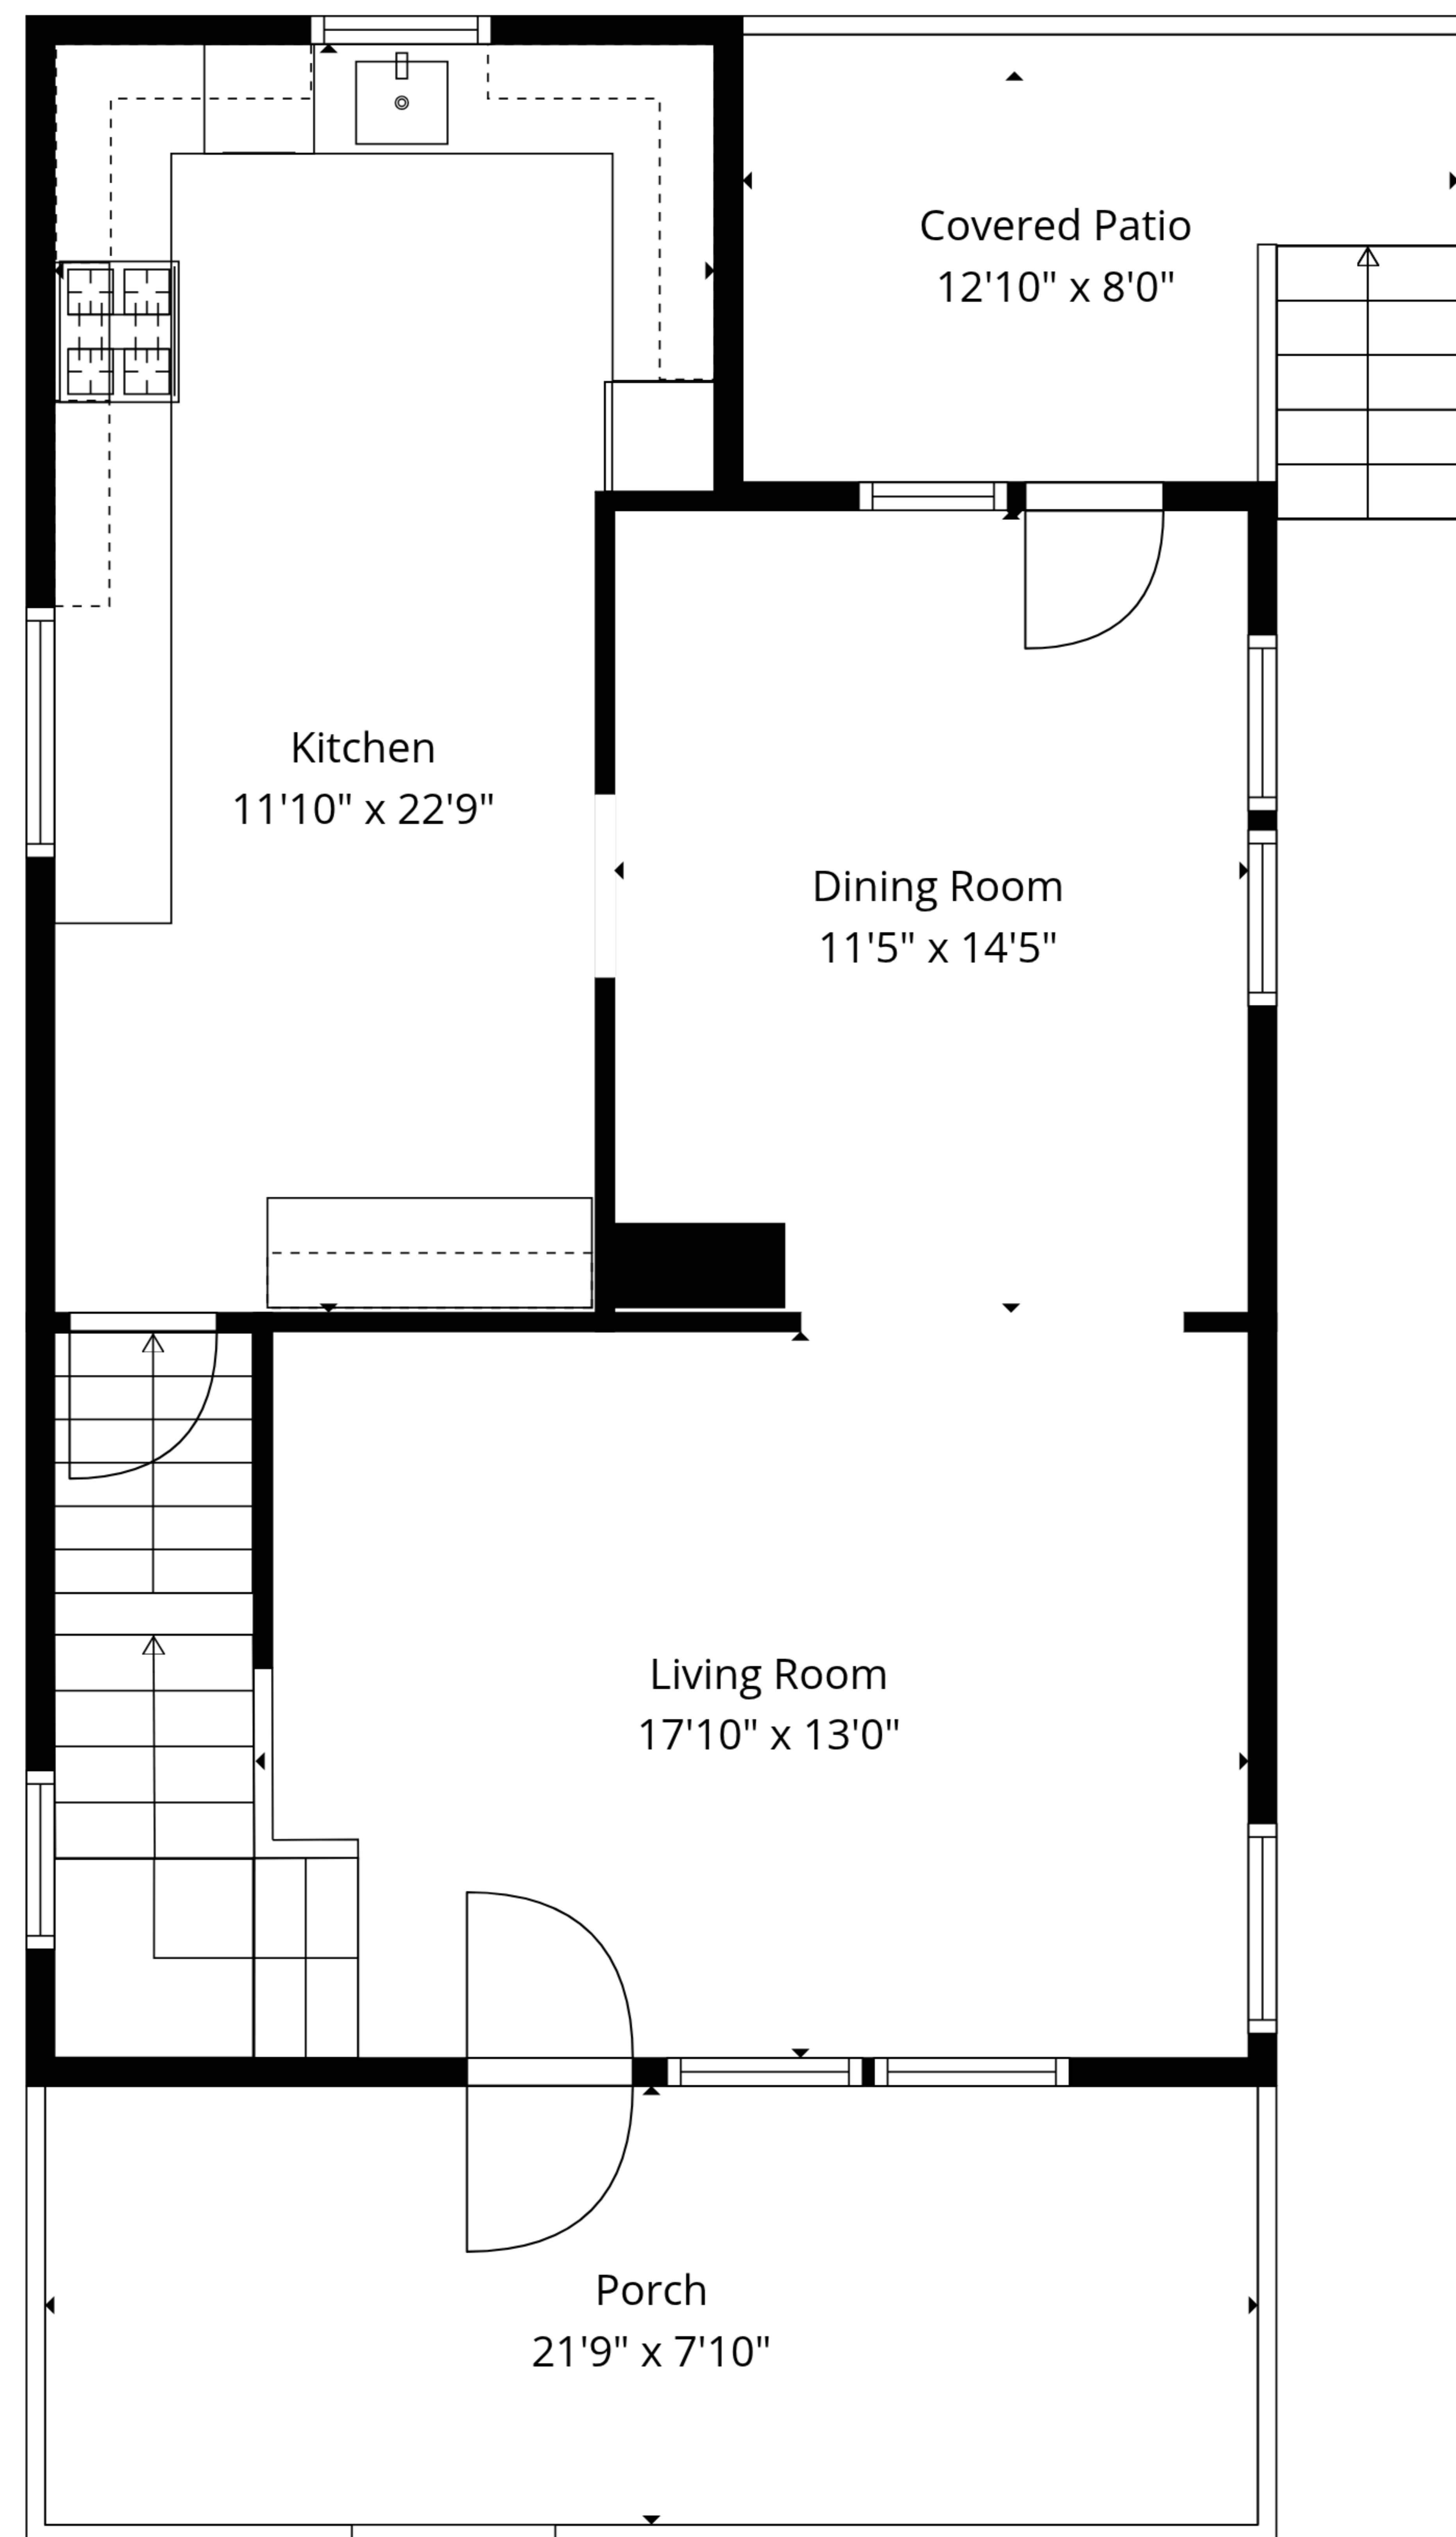 Covered Patio
12'10" x 8'0"
Kitchen
11'10" x 22'9"
Dining Room
11'5" x 14'5"
Living Room
17'10" x 13'0"
Porch
21'9" x 7'10"